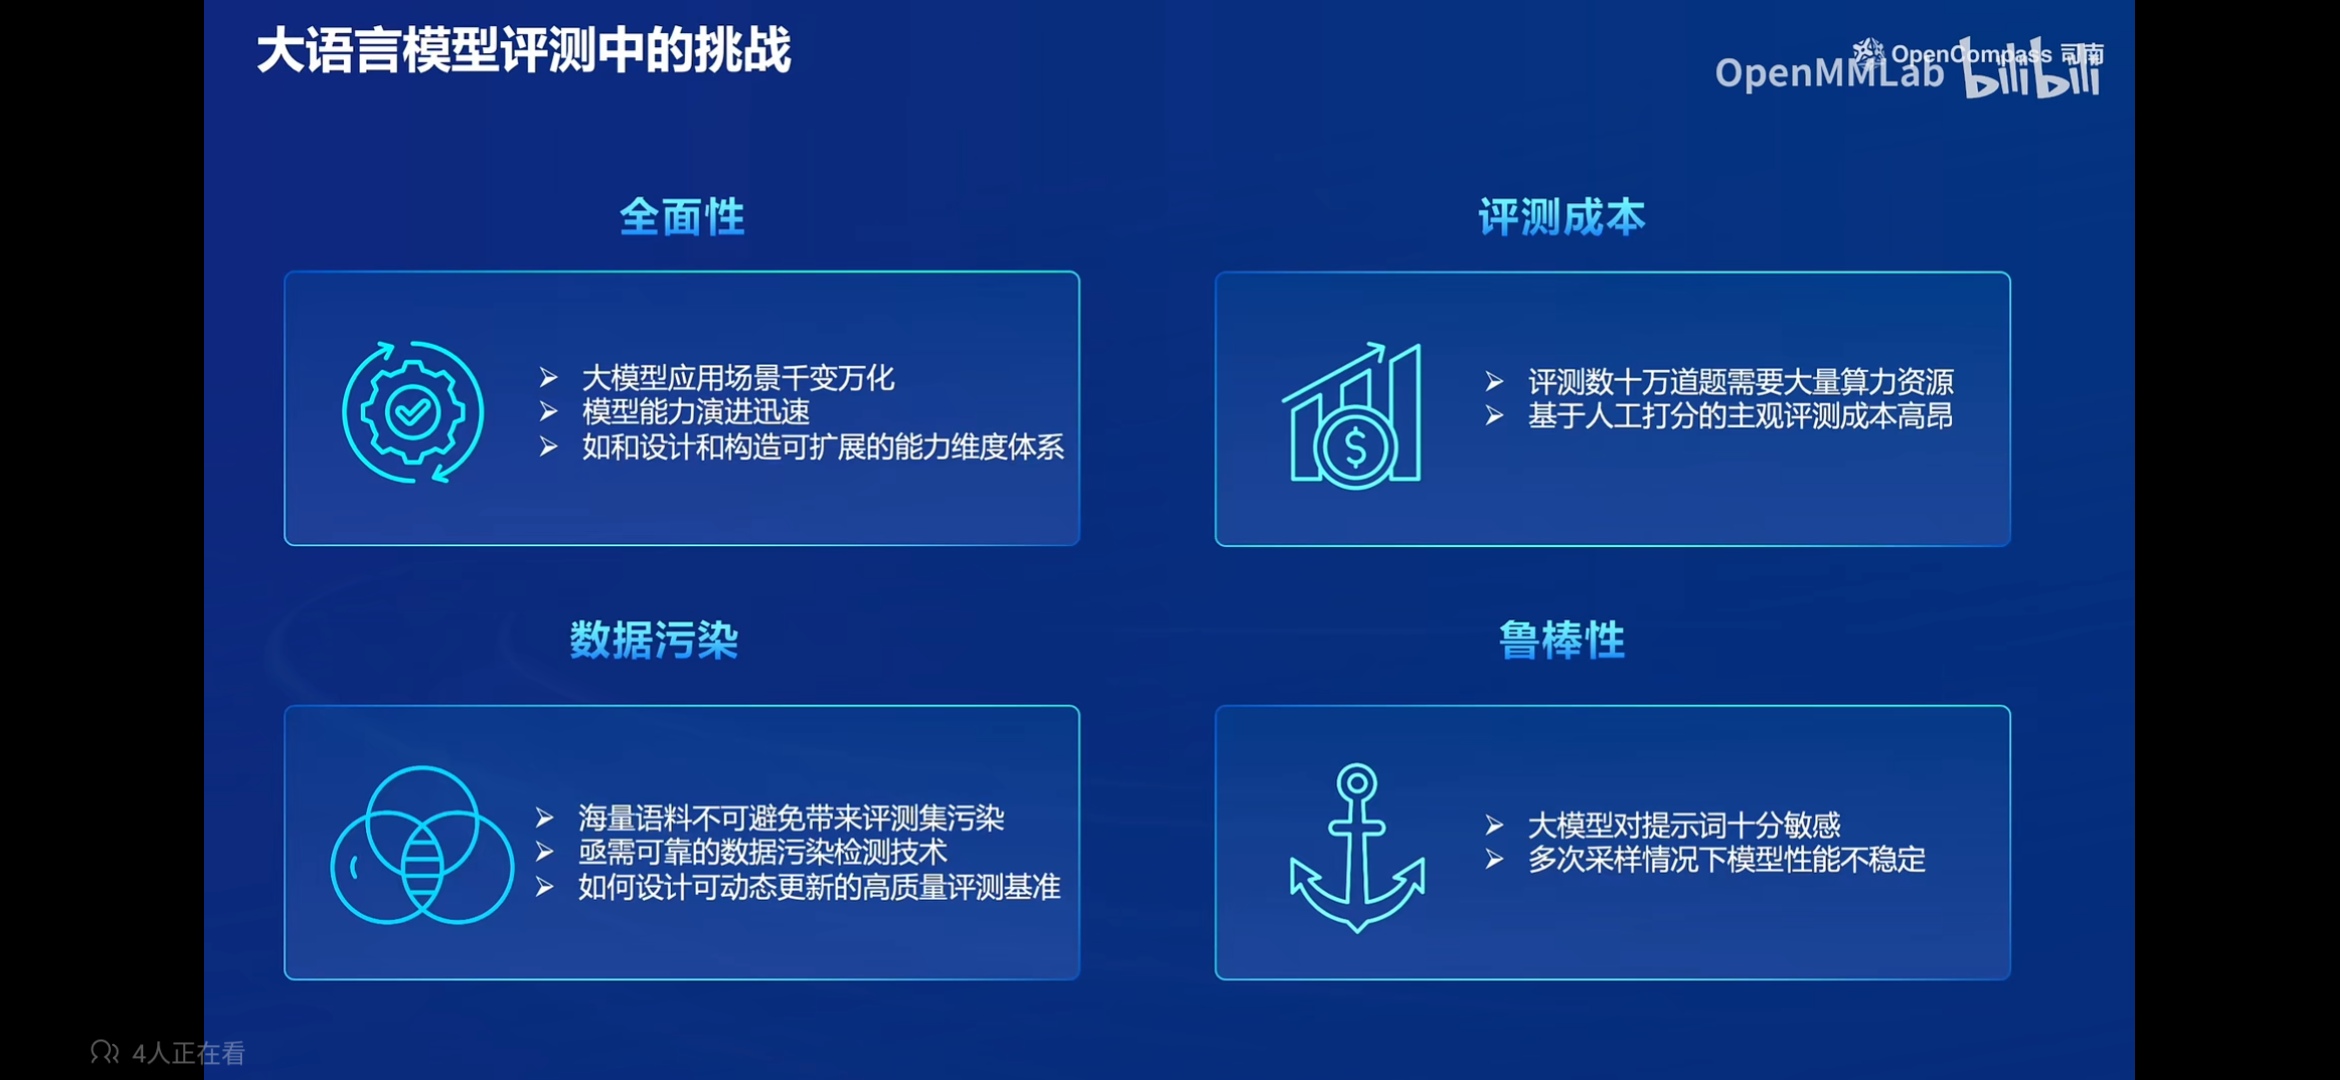 大语言模型评测中的挑战
OpenCompass 司南
OpenMMLab bilibili
全面性
大模型应用场景千变万化
模型能力演进迅速
如和设计和构造可扩展的能力维度体系
评测成本
评测数十万道题需要大量算力资源
基于人工打分的主观评测成本高昂
数据污染
海量语料不可避免带来评测集污染
亟需可靠的数据污染检测技术
如何设计可动态更新的高质量评测基准
鲁棒性
大模型对提示词十分敏感
多次采样情况下模型性能不稳定
4人正在看